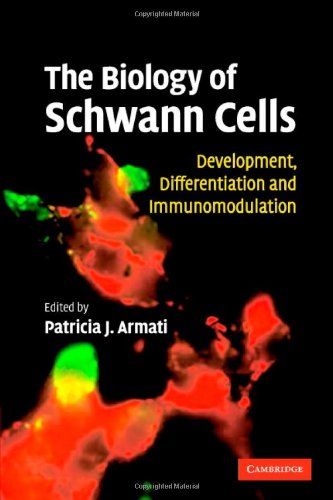 The Biology of
Schwann Cells
Development,
Differentiation and
Immunomodulation
Edited by
Patricia J. Armati
CAMBRIDGE